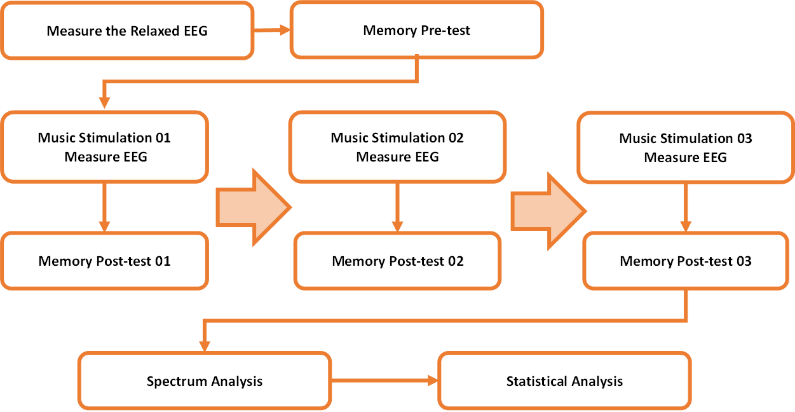 Measure the Relaxed EEG
Memory Pre-test
Music Stimulation 01
Measure EEG
Music Stimulation 02
Measure EEG
Music Stimulation 03
Measure EEG
Memory Post-test 01
Memory Post-test 02
Memory Post-test 03
Spectrum Analysis
Statistical Analysis